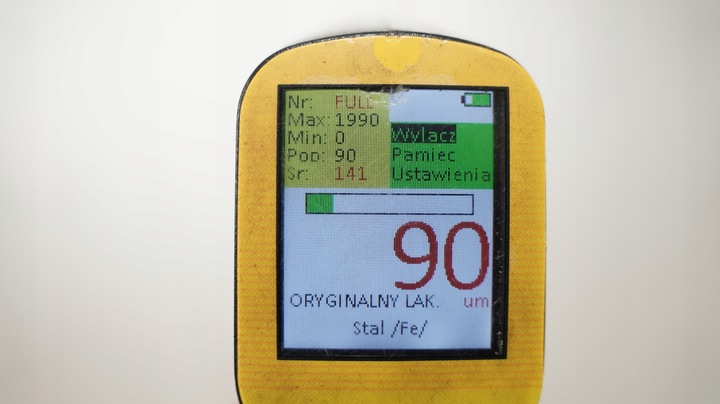 Nr: FULL
Max: 1990
Min: 0
Pop: 90
Sr: 141
Wylacz
Pamiec
Ustawienia
90
ORYGINALNY LAK. um
Stal /Fe/